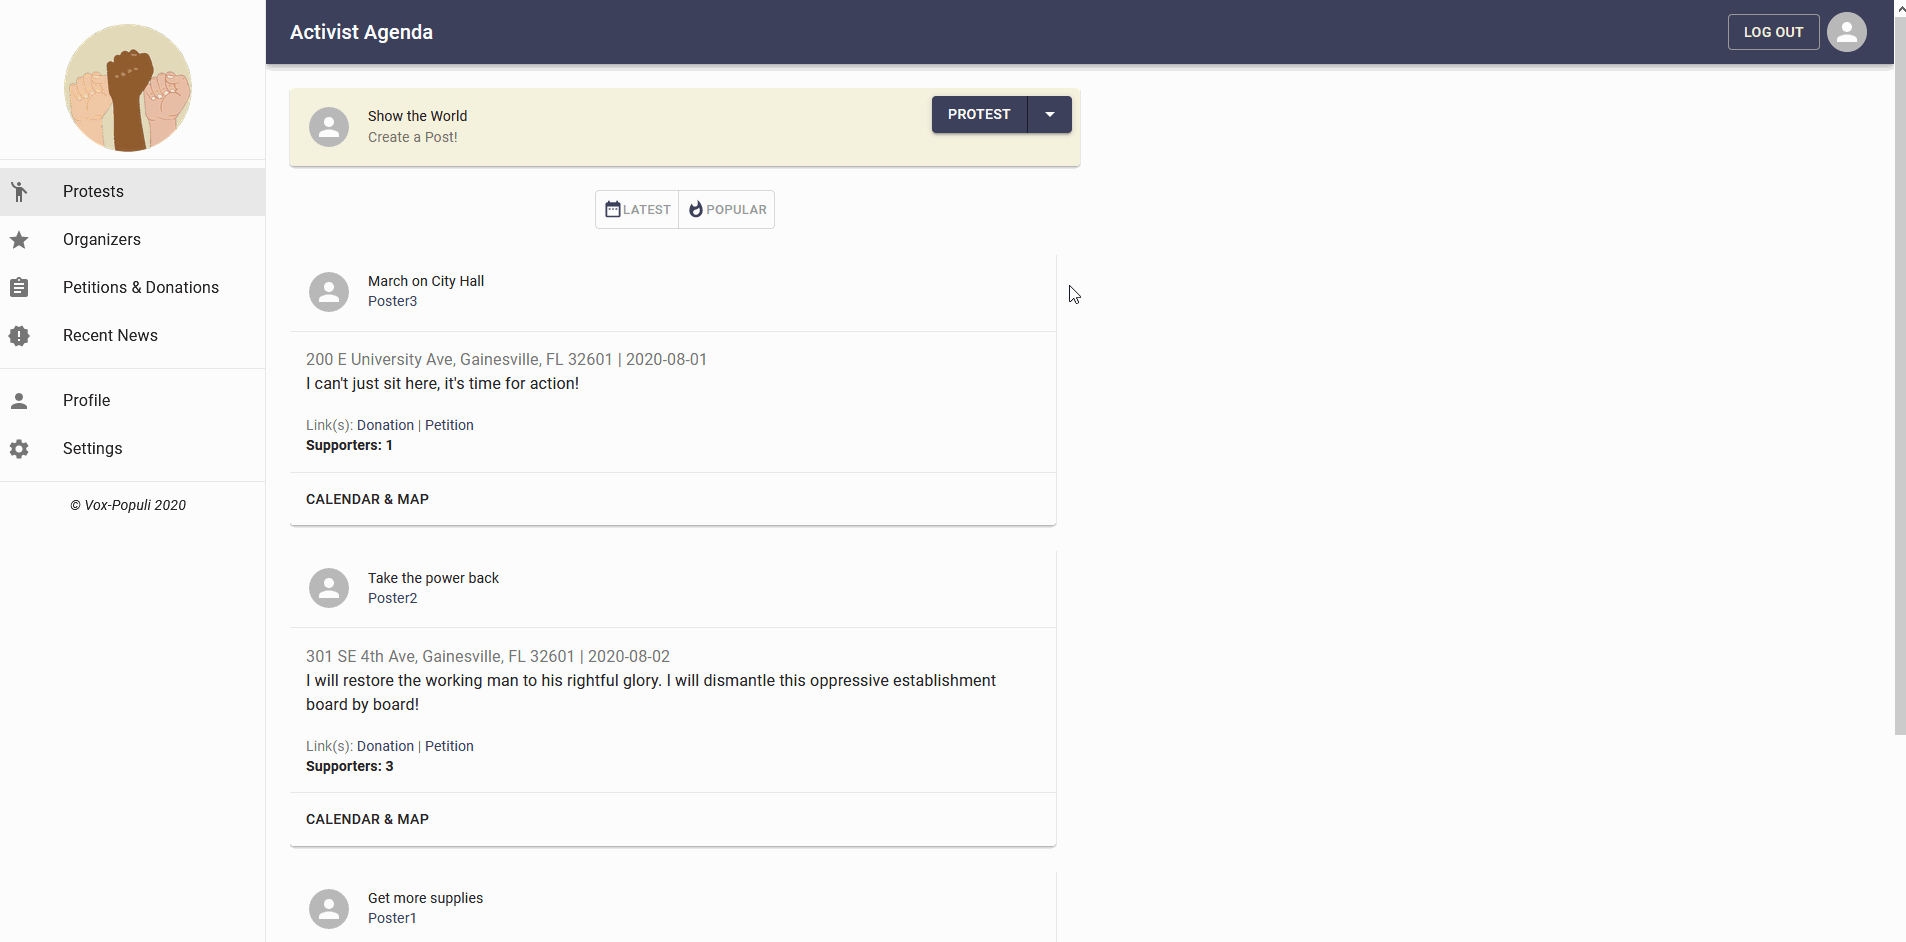 Activist Agenda
LOG OUT
Protests
Organizers
Petitions & Donations
Recent News
Profile
Settings
© Vox-Populi 2020
Show the World
Create a Post!
PROTEST
LATEST
POPULAR
March on City Hall
Poster3
200 E University Ave, Gainesville, FL 32601 | 2020-08-01
I can't just sit here, it's time for action!
Link(s): Donation | Petition
Supporters: 1
CALENDAR & MAP
Take the power back
Poster2
301 SE 4th Ave, Gainesville, FL 32601 | 2020-08-02
I will restore the working man to his rightful glory. I will dismantle this oppressive establishment
board by board!
Link(s): Donation | Petition
Supporters: 3
CALENDAR & MAP
Get more supplies
Poster1